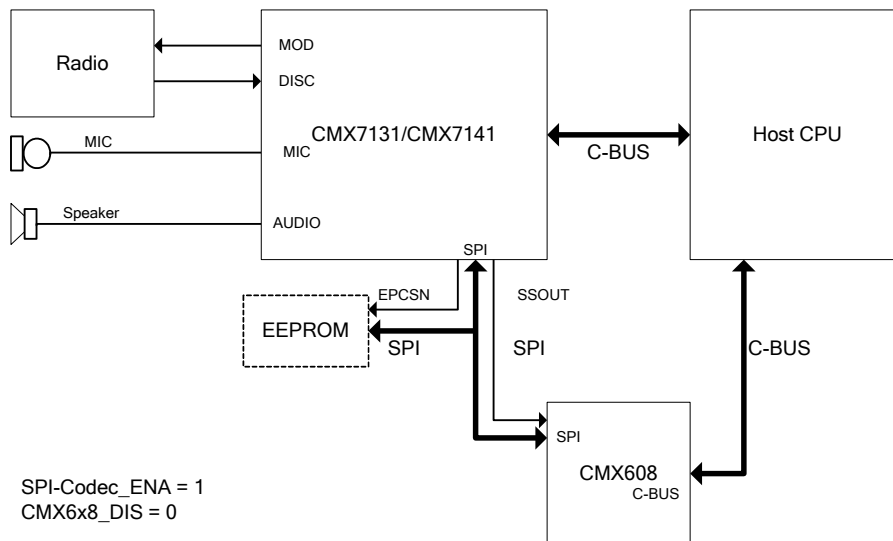 MOD
Radio
DISC
CMX7131/CMX7141
Host CPU
MIC
MIC
C-BUS
Speaker
AUDIO
SPI
EPCSN
SSOUT
EEPROM
SPI
SPI
C-BUS
SPI
CMX608
C-BUS
SPI-Codec_ENA = 1
CMX6x8_DIS = 0